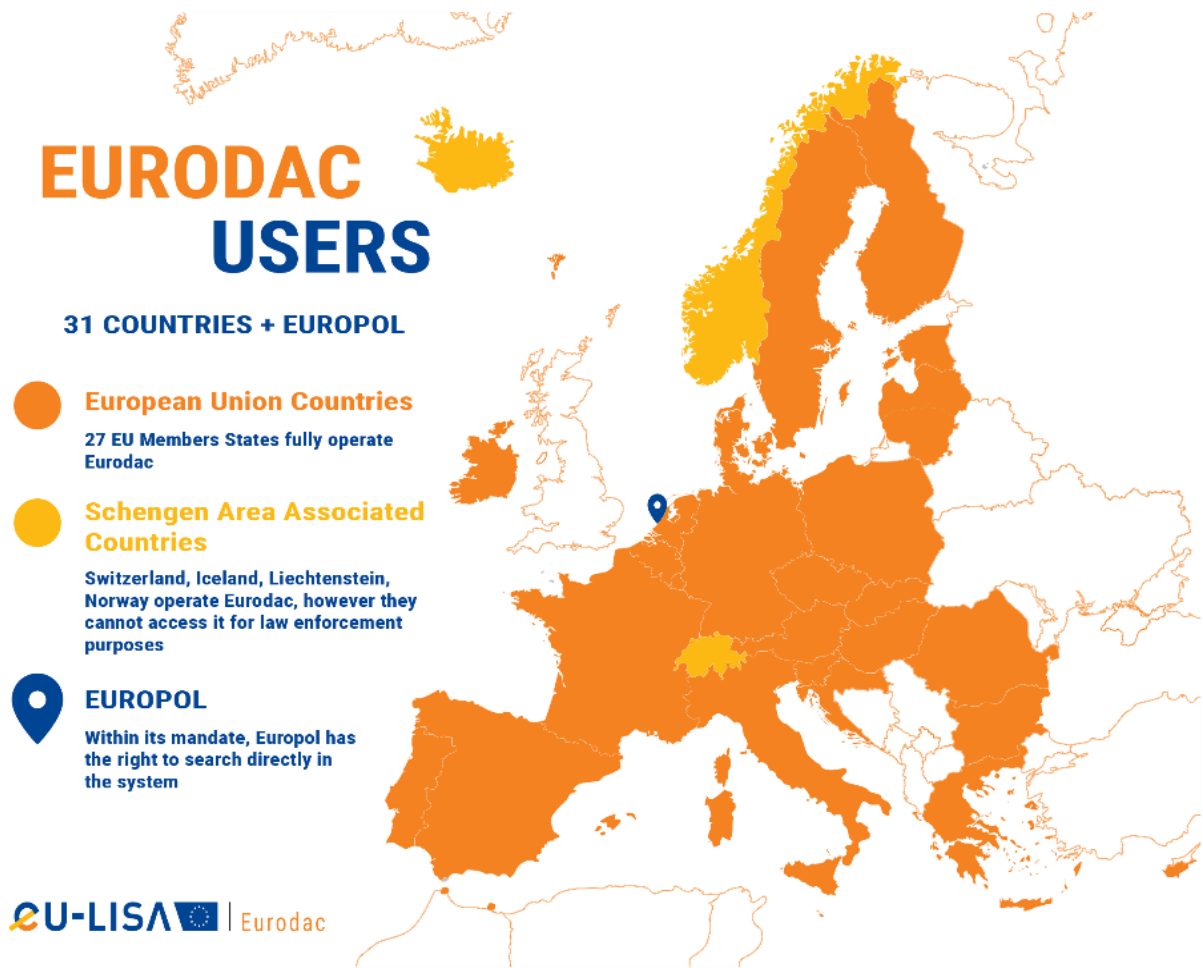 EURODAC
USERS
31 COUNTRIES + EUROPOL
European Union Countries
27 EU Members States fully operate
Eurodac
Schengen Area Associated
Countries
Switzerland, Iceland, Liechtenstein,
Norway operate Eurodac, however they
cannot access it for law enforcement
purposes
EUROPOL
Within its mandate, Europol has
the right to search directly in
the system
eU-LISA Eurodac